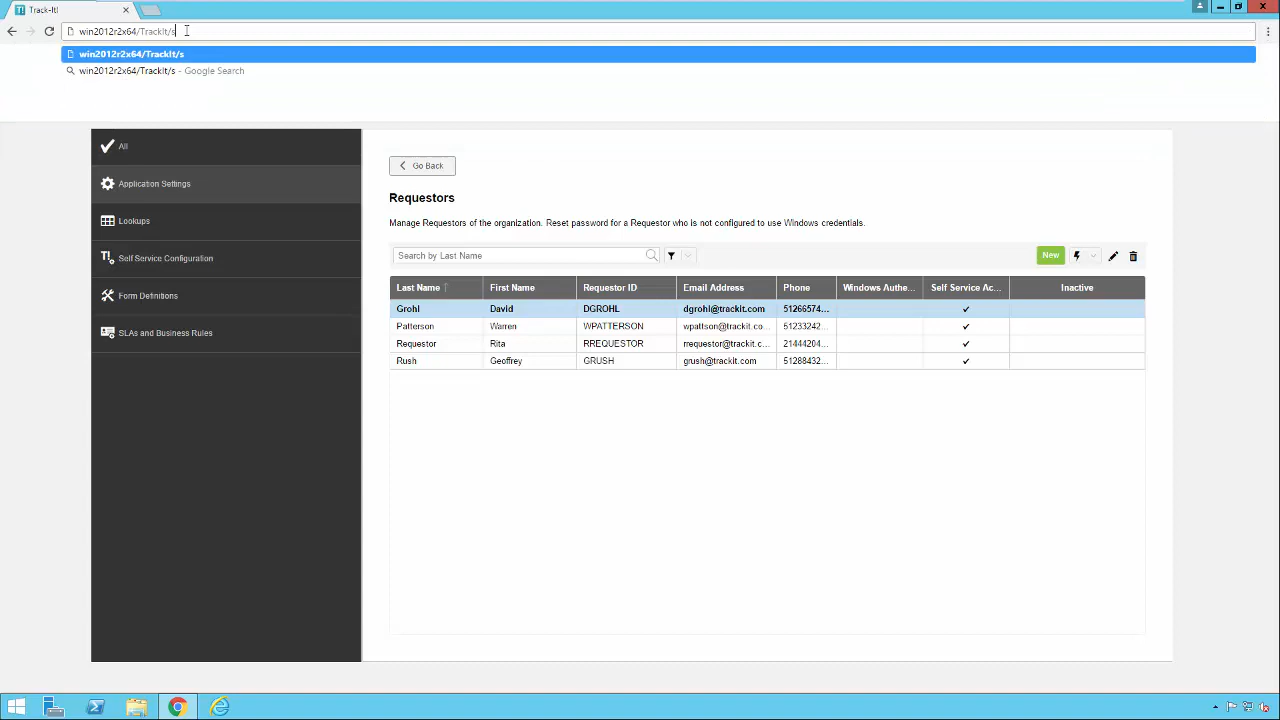 Track-It!
win2012r2x64/TrackIt/s
win2012r2x64/TrackIt/s
win2012r2x64/TrackIt/s - Google Search
All
Application Settings
Lookups
Self Service Configuration
Form Definitions
SLAs and Business Rules
Go Back
Requestors
Manage Requestors of the organization. Reset password for a Requestor who is not configured to use Windows credentials.
Search by Last Name
New
Last Name First Name Requestor ID Email Address Phone Windows Authe... Self Service Ac... Inactive
Grohl David DGROHL dgrohl@trackit.com 51266574...
Patterson Warren WPATTERSON wpattson@trackit.co... 51233242...
Requestor Rita RREQUESTOR rrequestor@trackit.c... 21444204...
Rush Geoffrey GRUSH grush@trackit.com 51288432...